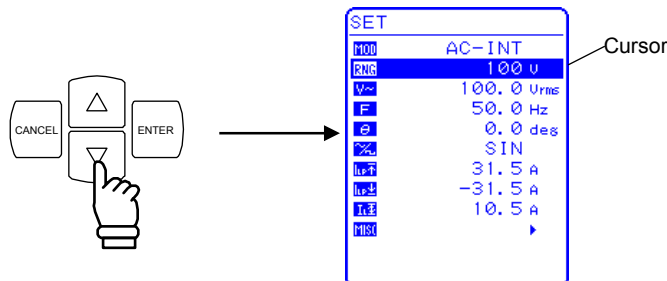 SET
MOD AC-INT
Cursor
RNG 100 V
V~ 100.0 Vrms
F 50.0 Hz
CANCEL
ENTER
θ 0.0 deg
SIN
31.5 A
-31.5 A
10.5 A
MISC